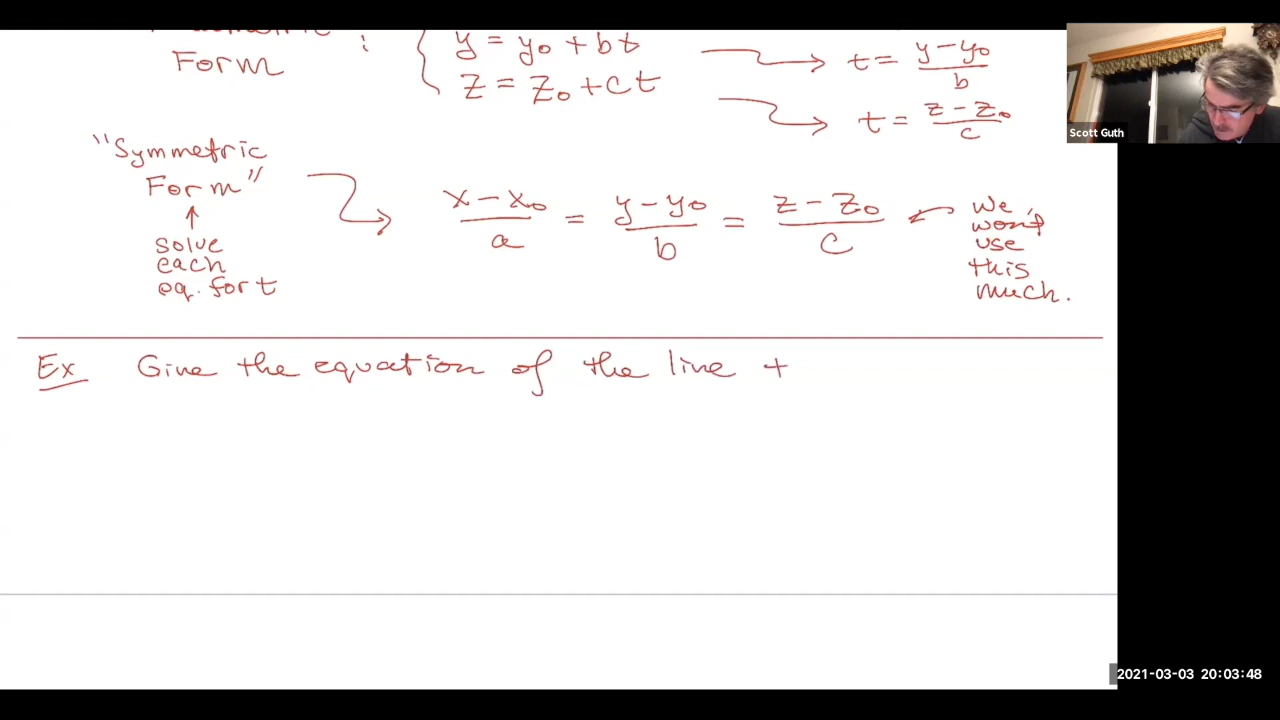 Form : y = y₀ + bt → t = (y − y₀)/b
z = z₀ + ct → t = (z − z₀)/c
"Symmetric
Form"
↑
solve
each
eq. for t
(x − x₀)/a = (y − y₀)/b = (z − z₀)/c
We
won't
use
this
much.
Ex Give the equation of the line t
Scott Guth
2021-03-03 20:03:48